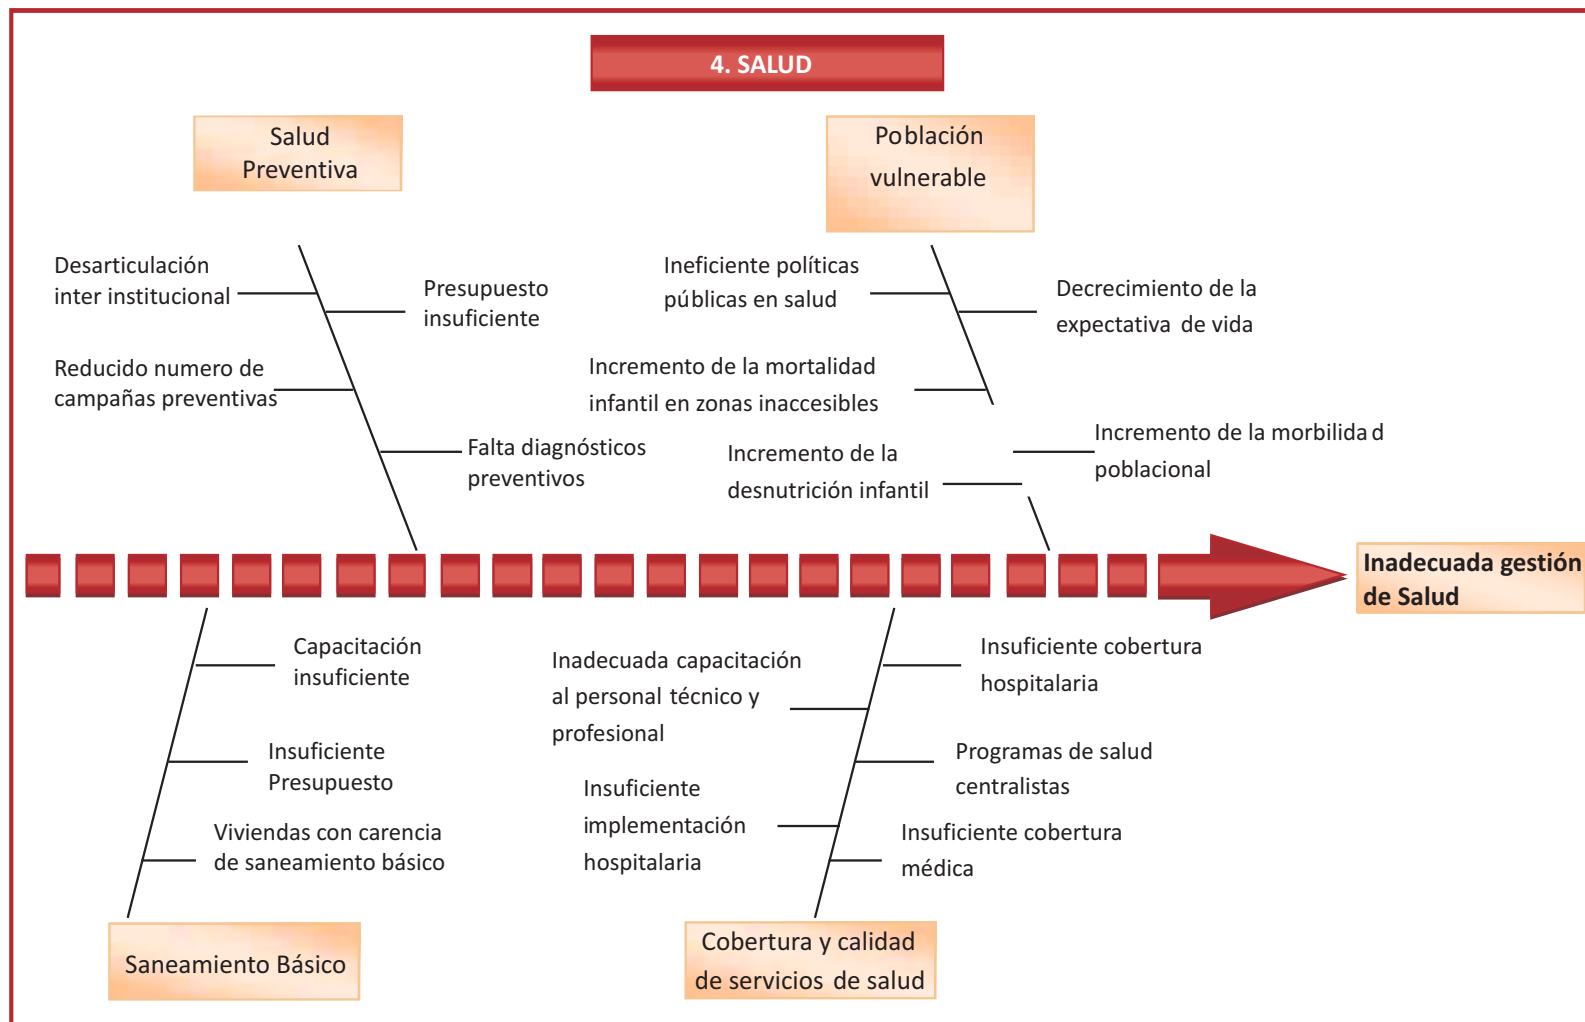 4. SALUD
Salud
Preventiva
Población
vulnerable
Desarticulación
inter institucional
Presupuesto
insuficiente
Reducido numero de
campañas preventivas
Falta diagnósticos
preventivos
Ineficiente políticas
públicas en salud
Decrecimiento de la
expectativa de vida
Incremento de la mortalidad
infantil en zonas inaccesibles
Incremento de la morbilida d
poblacional
Incremento de la
desnutrición infantil
Inadecuada gestión
de Salud
Capacitación
insuficiente
Insuficiente
Presupuesto
Viviendas con carencia
de saneamiento básico
Saneamiento Básico
Inadecuada capacitación
al personal técnico y
profesional
Insuficiente cobertura
hospitalaria
Programas de salud
centralistas
Insuficiente
implementación
hospitalaria
Insuficiente cobertura
médica
Cobertura y calidad
de servicios de salud